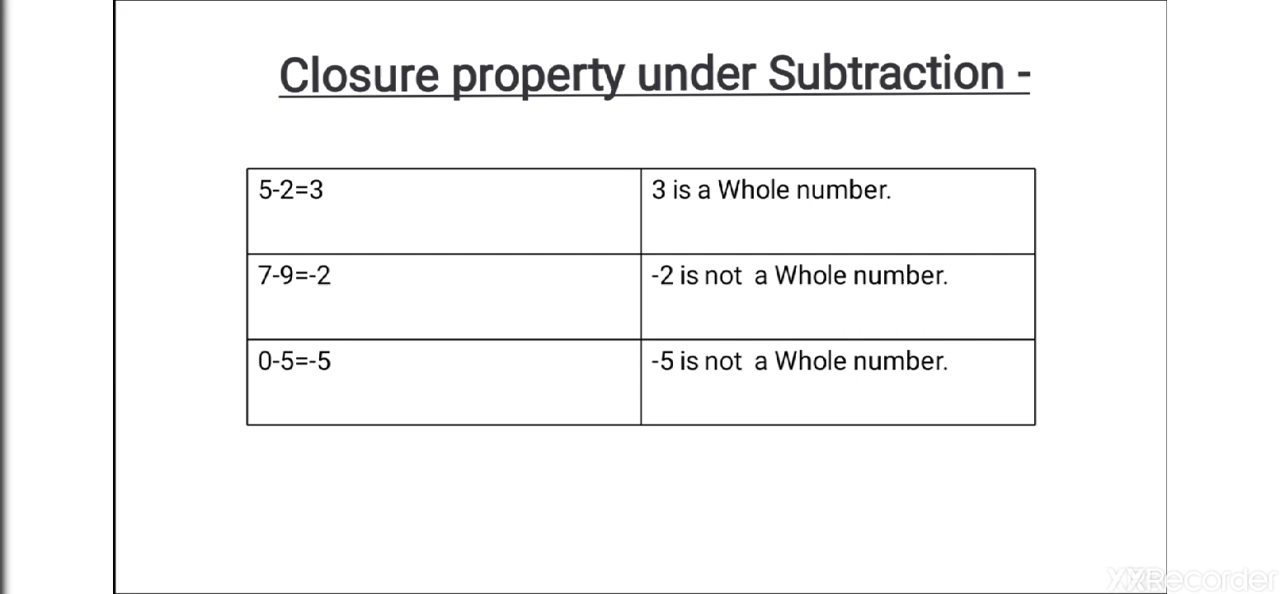 Closure property under Subtraction -
5-2=3 3 is a Whole number.
7-9=-2 -2 is not a Whole number.
0-5=-5 -5 is not a Whole number.
XXRecorder